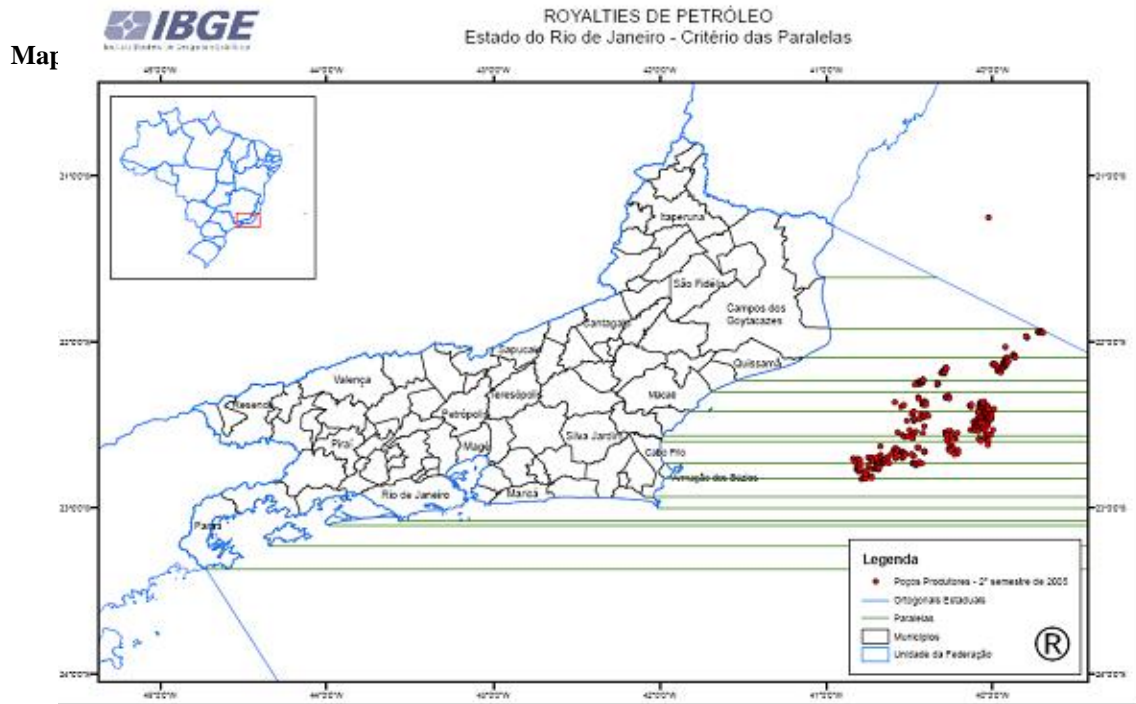 IBGE
ROYALTIES DE PETRÓLEO
Estado do Rio de Janeiro - Critério das Paralelas
Map
Itaperuna
São Fidélis
Campos dos
Goytacazes
Cantagalo
Sapucaia
Quissamã
Valença
Teresópolis
Macaé
Resende
Petrópolis
Silva Jardim
Piraí
Magé
Cabo Frio
Armação dos Búzios
Rio de Janeiro
Maricá
Legenda
Poços Produtores - 2º semestre de 2005
Ortogonais Estaduais
Paralelas
Municípios
Unidade da Federação
®